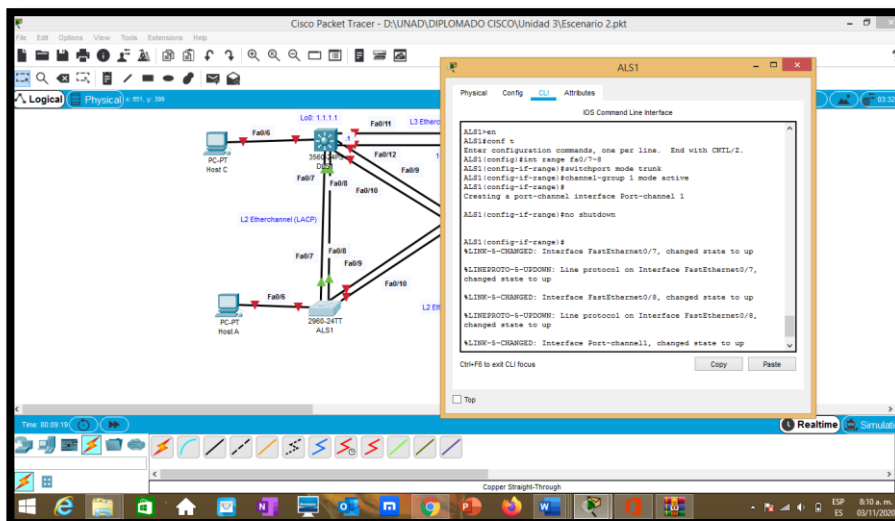 Cisco Packet Tracer - D:\UNAD\DIPLOMADO CISCO\Unidad 3\Escenario 2.pkt
File Edit Options View Tools Extensions Help
Logical
Physical
x: 651, y: 399
03:32
Lo0: 1.1.1.1
Fa0/11
Fa0/6
PC-PT
Host C
DLS1
Fa0/12
Fa0/9
Fa0/7
Fa0/8
Fa0/10
L2 Etherchannel (LACP)
Fa0/7
Fa0/8
Fa0/9
Fa0/10
Fa0/6
PC-PT
Host A
2960-24TT
ALS1
ALS1
Physical Config CLI Attributes
IOS Command Line Interface
ALS1>en
ALS1#conf t
Enter configuration commands, one per line. End with CNTL/Z.
ALS1(config)#int range fa0/7-8
ALS1(config-if-range)#switchport mode trunk
ALS1(config-if-range)#channel-group 1 mode active
ALS1(config-if-range)#
Creating a port-channel interface Port-channel 1
ALS1(config-if-range)#no shutdown
ALS1(config-if-range)#
%LINK-5-CHANGED: Interface FastEthernet0/7, changed state to up
%LINEPROTO-5-UPDOWN: Line protocol on Interface FastEthernet0/7,
changed state to up
%LINK-5-CHANGED: Interface FastEthernet0/8, changed state to up
%LINEPROTO-5-UPDOWN: Line protocol on Interface FastEthernet0/8,
changed state to up
%LINK-5-CHANGED: Interface Port-channel1, changed state to up
Ctrl+F6 to exit CLI focus
Copy
Paste
Top
Time: 00:09:19
Realtime
Copper Straight-Through
ESP
ES
8:10 a. m.